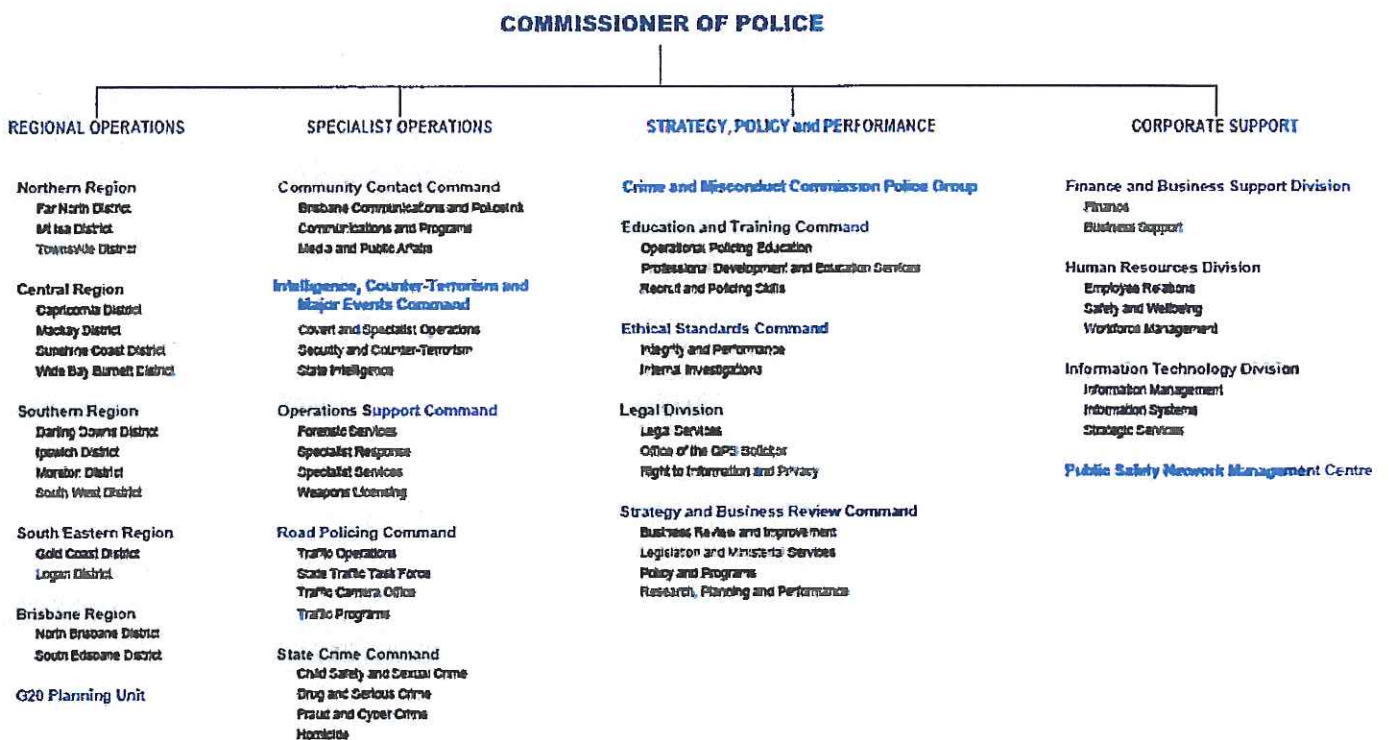 COMMISSIONER OF POLICE
REGIONAL OPERATIONS
Northern Region
Far North District
Mt Isa District
Townsville District
Central Region
Capricornia District
Mackay District
Sunshine Coast District
Wide Bay Burnett District
Southern Region
Darling Downs District
Ipswich District
Moreton District
South West District
South Eastern Region
Gold Coast District
Logan District
Brisbane Region
North Brisbane District
South Brisbane District
G20 Planning Unit
SPECIALIST OPERATIONS
Community Contact Command
Brisbane Communications and Policelink
Communications and Programs
Media and Public Affairs
Intelligence, Counter-Terrorism and
Major Events Command
Covert and Specialist Operations
Security and Counter-Terrorism
State Intelligence
Operations Support Command
Forensic Services
Specialist Response
Specialist Services
Weapons Licensing
Road Policing Command
Traffic Operations
State Traffic Task Force
Traffic Camera Office
Traffic Programs
State Crime Command
Child Safety and Sexual Crime
Drug and Serious Crime
Fraud and Cyber Crime
Homicide
STRATEGY, POLICY and PERFORMANCE
Crime and Misconduct Commission Police Group
Education and Training Command
Operational Policing Education
Professional Development and Education Services
Recruit and Policing Skills
Ethical Standards Command
Integrity and Performance
Internal Investigations
Legal Division
Legal Services
Office of the QPS Solicitor
Right to Information and Privacy
Strategy and Business Review Command
Business Review and Improvement
Legislation and Ministerial Services
Policy and Programs
Research, Planning and Performance
CORPORATE SUPPORT
Finance and Business Support Division
Finance
Business Support
Human Resources Division
Employee Relations
Safety and Wellbeing
Workforce Management
Information Technology Division
Information Management
Information Systems
Strategic Services
Public Safety Network Management Centre